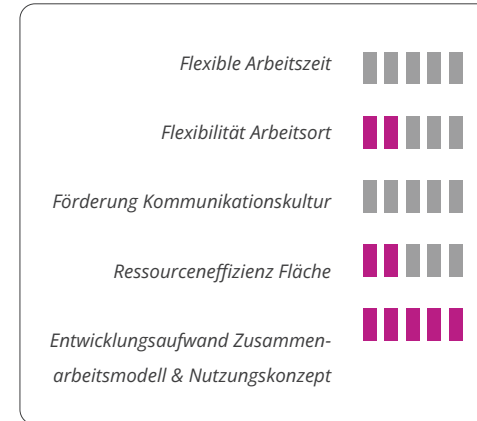 Flexible Arbeitszeit
Flexibilität Arbeitsort
Förderung Kommunikationskultur
Ressourceneffizienz Fläche
Entwicklungsaufwand Zusammen-
arbeitsmodell & Nutzungskonzept